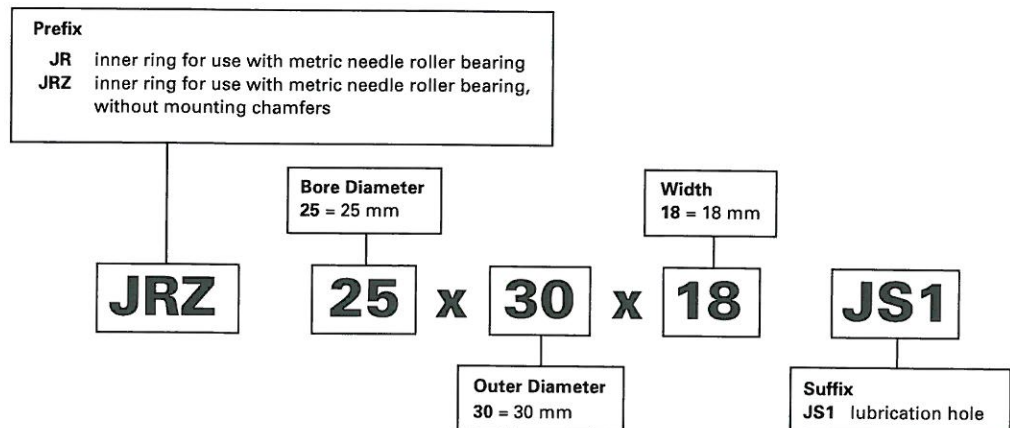 Prefix
JR inner ring for use with metric needle roller bearing
JRZ inner ring for use with metric needle roller bearing,
without mounting chamfers
Bore Diameter
25 = 25 mm
Width
18 = 18 mm
JRZ 25 x 30 x 18 JS1
Outer Diameter
30 = 30 mm
Suffix
JS1 lubrication hole